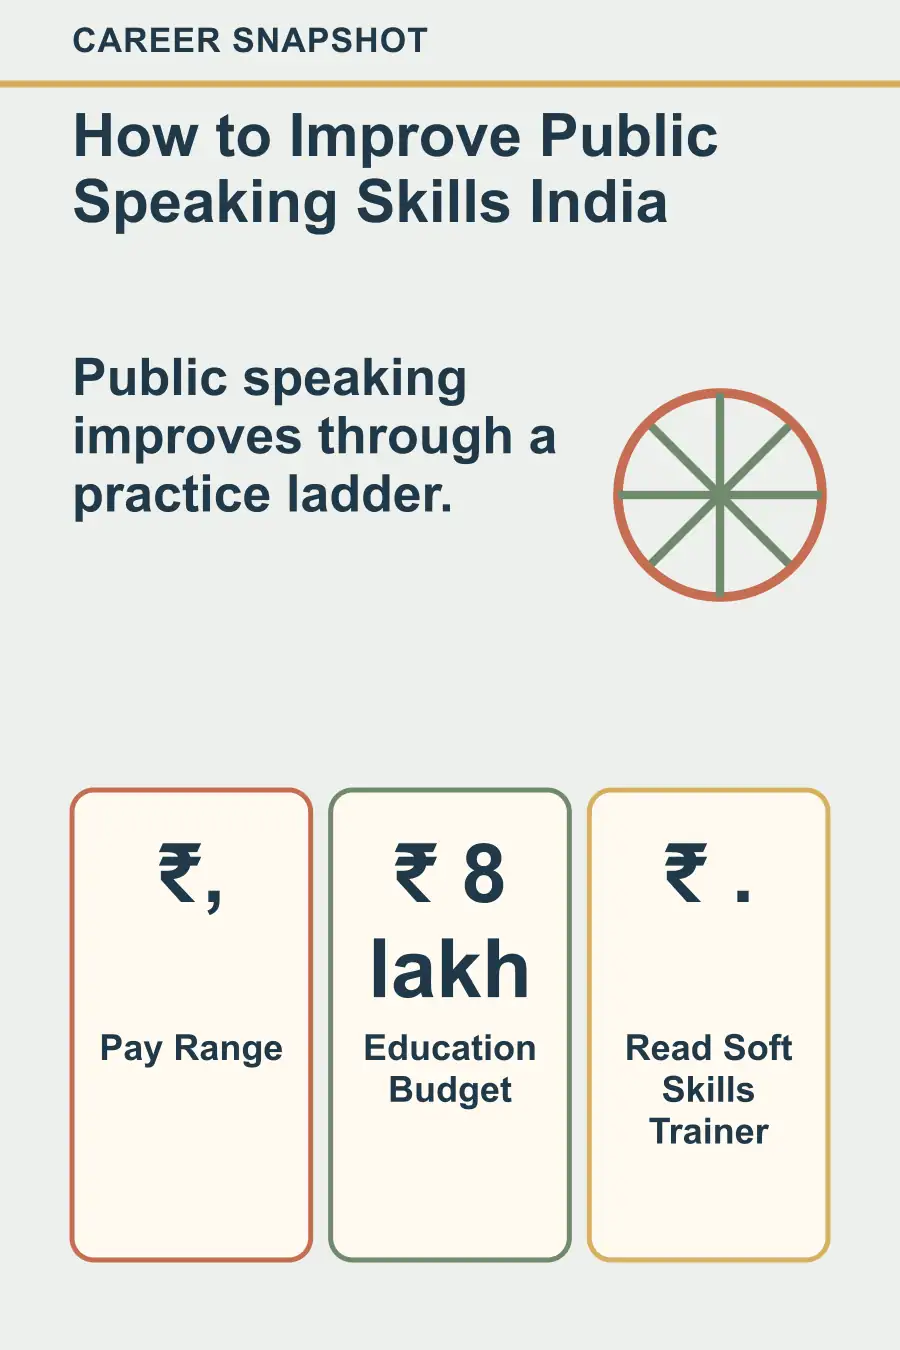 CAREER SNAPSHOT
How to Improve Public
Speaking Skills India
Public speaking
improves through a
practice ladder.
₹,
Pay Range
₹ 8
lakh
Education
Budget
₹ .
Read Soft
Skills
Trainer